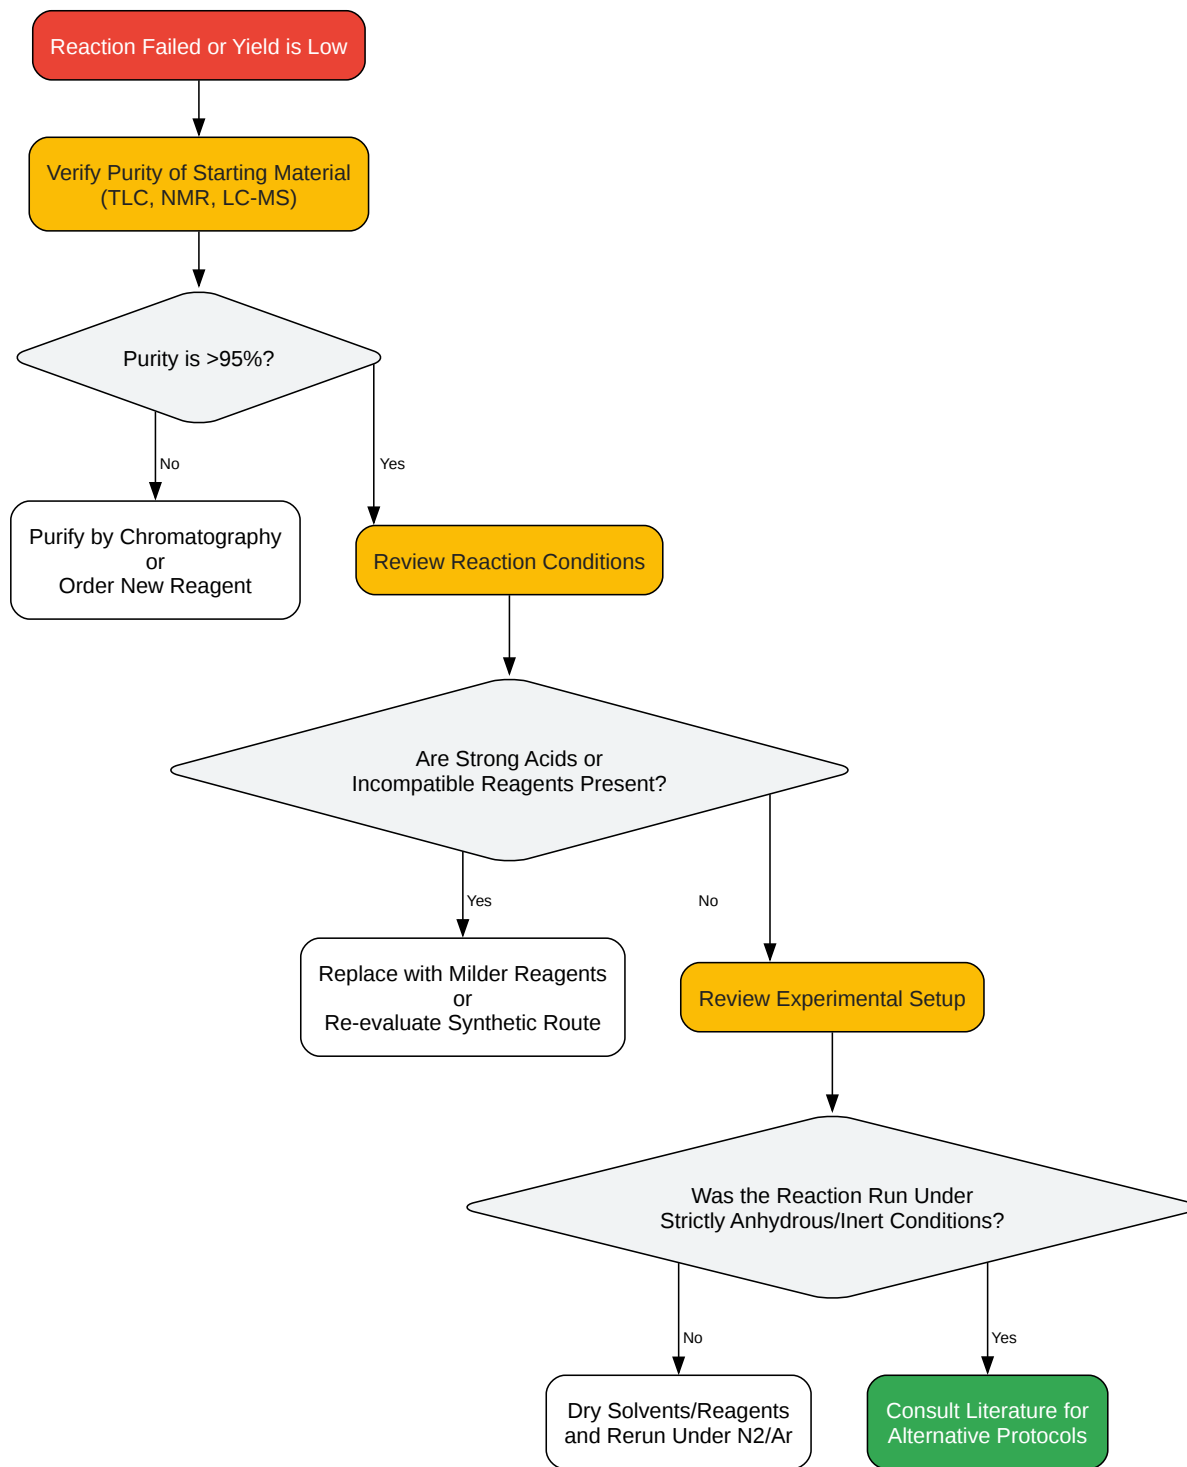 Reaction Failed or Yield is Low
Verify Purity of Starting Material
(TLC, NMR, LC-MS)
Purity is >95%?
No
Yes
Purify by Chromatography
or
Order New Reagent
Review Reaction Conditions
Are Strong Acids or
Incompatible Reagents Present?
Yes
No
Replace with Milder Reagents
or
Re-evaluate Synthetic Route
Review Experimental Setup
Was the Reaction Run Under
Strictly Anhydrous/Inert Conditions?
No
Yes
Dry Solvents/Reagents
and Rerun Under N2/Ar
Consult Literature for
Alternative Protocols